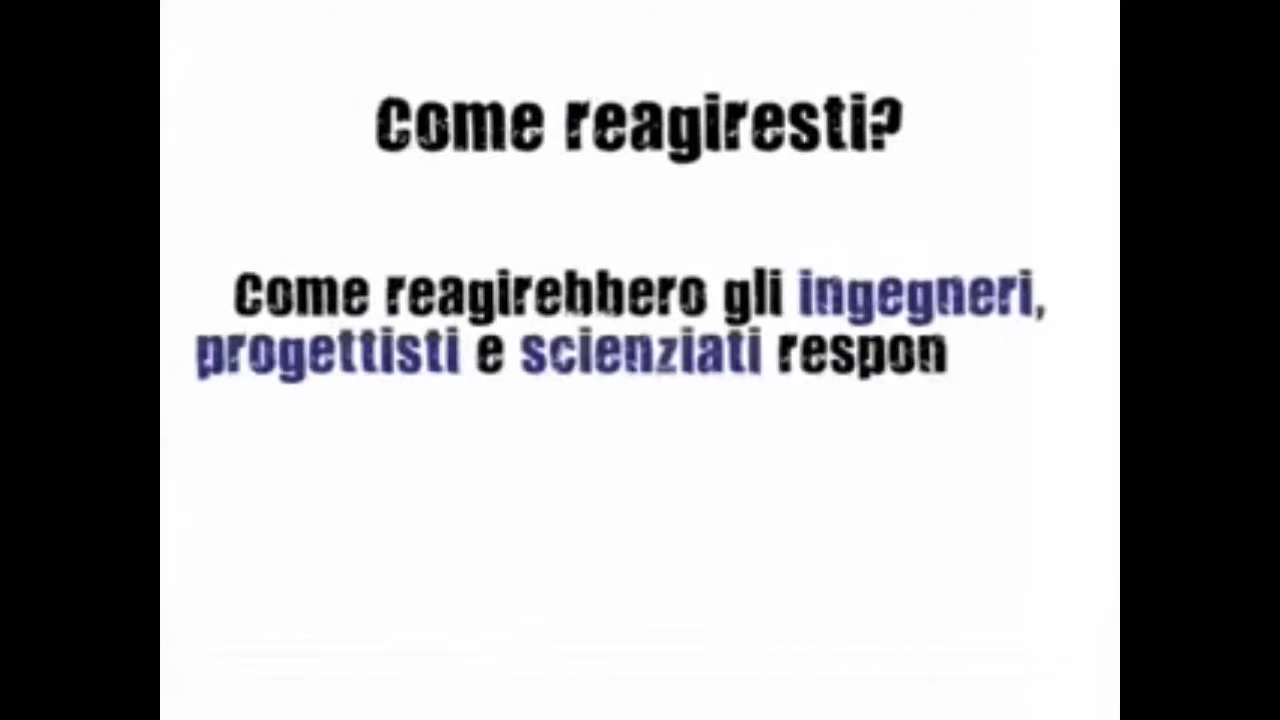 Come reagiresti?
Come reagirebbero gli ingegneri,
progettisti e scienziati respon